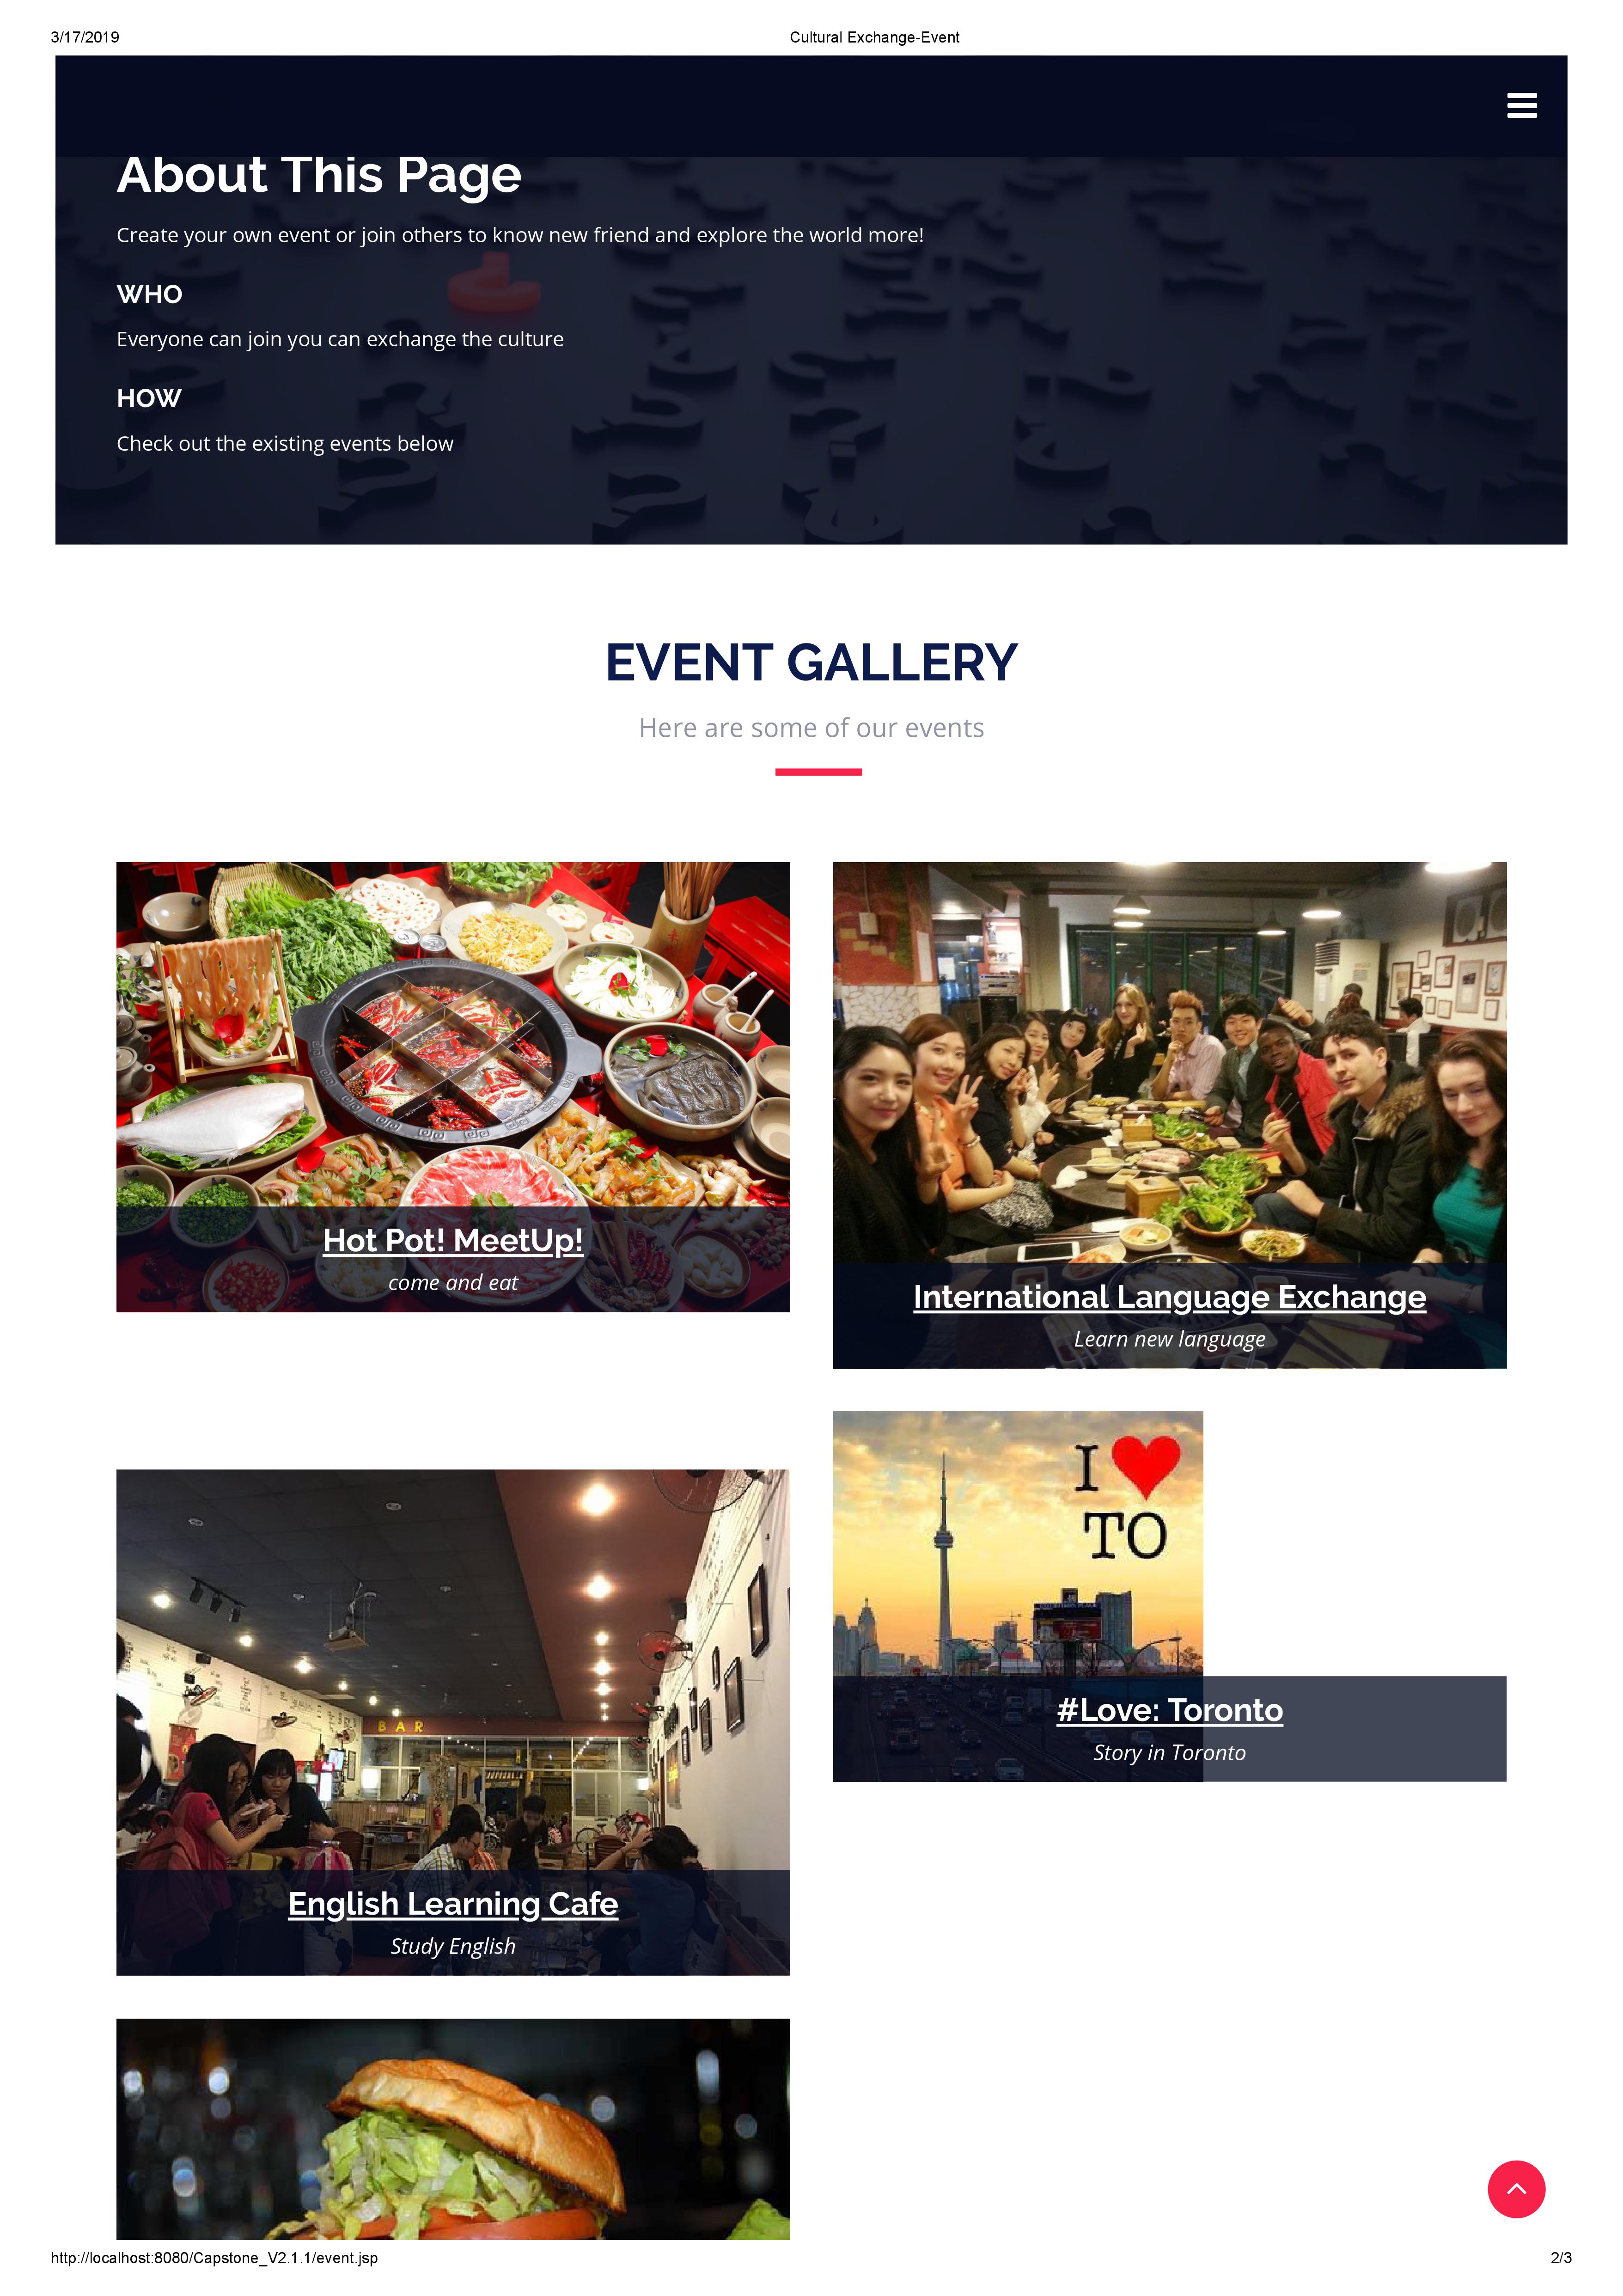 3/17/2019
Cultural Exchange-Event
About This Page
Create your own event or join others to know new friend and explore the world more!
WHO
Everyone can join you can exchange the culture
HOW
Check out the existing events below
EVENT GALLERY
Here are some of our events
Hot Pot! MeetUp!
come and eat
International Language Exchange
Learn new language
I
TO
#Love: Toronto
Story in Toronto
BAR
English Learning Cafe
Study English
http://localhost:8080/Capstone_V2.1.1/event.jsp
2/3